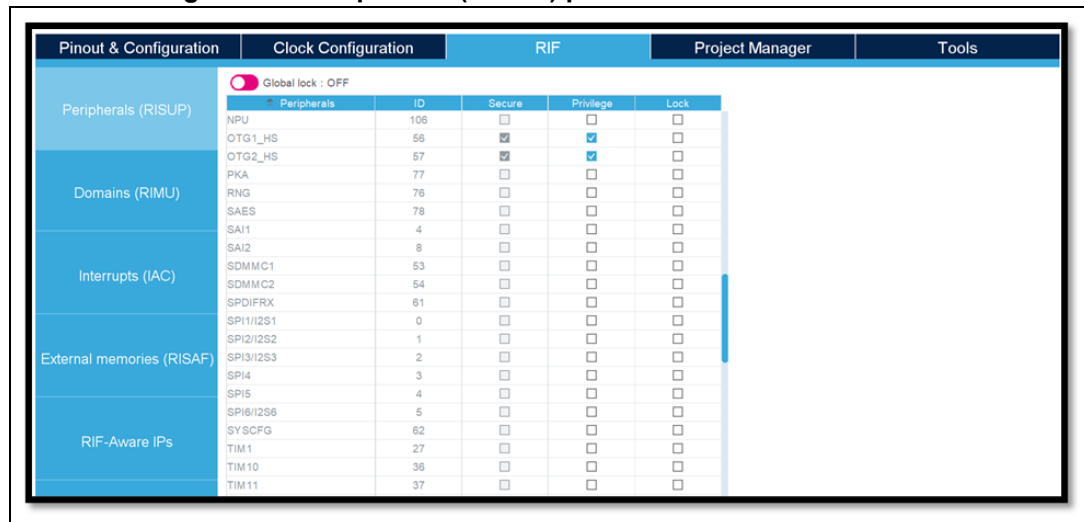 Pinout & Configuration Clock Configuration RIF Project Manager Tools
Global lock : OFF
Peripherals (RISUP)
Domains (RIMU)
Interrupts (IAC)
External memories (RISAF)
RIF-Aware IPs
Peripherals ID Secure Privilege Lock
NPU 106
OTG1_HS 56
OTG2_HS 57
PKA 77
RNG 76
SAES 78
SAI1 4
SAI2 8
SDMMC1 53
SDMMC2 54
SPDIFRX 61
SPI1/I2S1 0
SPI2/I2S2 1
SPI3/I2S3 2
SPI4 3
SPI5 4
SPI6/I2S6 5
SYSCFG 62
TIM1 27
TIM10 36
TIM11 37